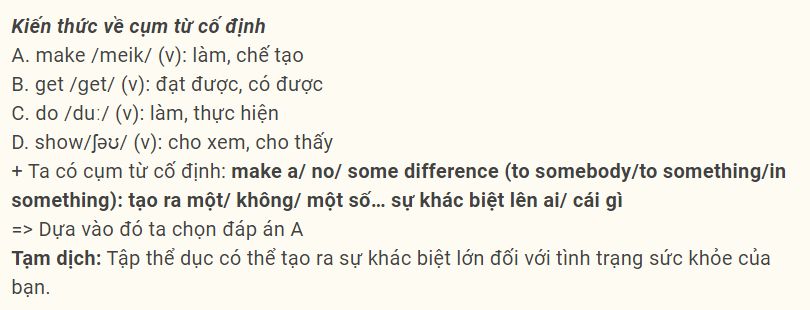 Kiến thức về cụm từ cố định
A. make /meik/ (v): làm, chế tạo
B. get /get/ (v): đạt được, có được
C. do /duː/ (v): làm, thực hiện
D. show/ʃəʊ/ (v): cho xem, cho thấy
+ Ta có cụm từ cố định: make a/ no/ some difference (to somebody/to something/in
something): tạo ra một/ không/ một số… sự khác biệt lên ai/ cái gì
=> Dựa vào đó ta chọn đáp án A
Tạm dịch: Tập thể dục có thể tạo ra sự khác biệt lớn đối với tình trạng sức khỏe của
bạn.